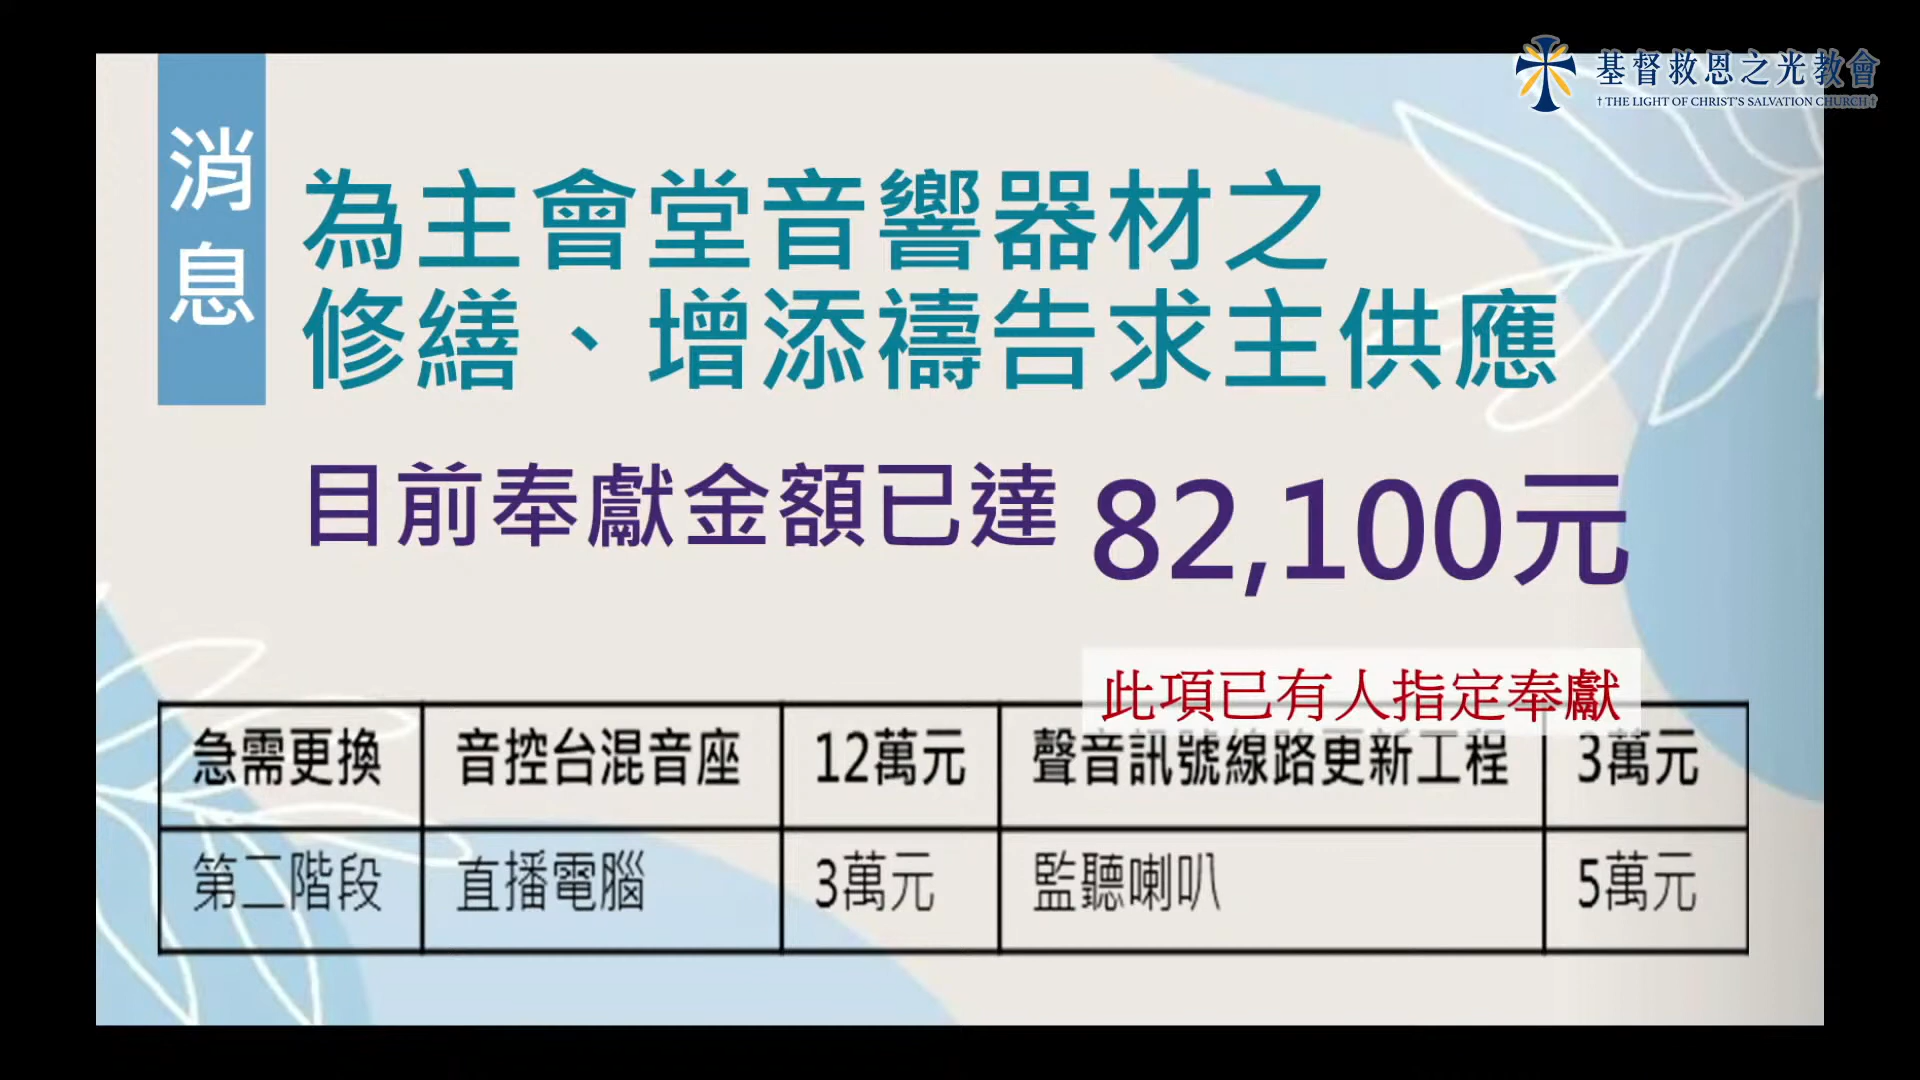 基督救恩之光教會
†THE LIGHT OF CHRIST'S SALVATION CHURCH†
消息
為主會堂音響器材之
修繕、增添禱告求主供應
目前奉獻金額已達 82,100元
此項已有人指定奉獻
急需更換 音控台混音座 12萬元 聲音訊號線路更新工程 3萬元
第二階段 直播電腦 3萬元 監聽喇叭 5萬元